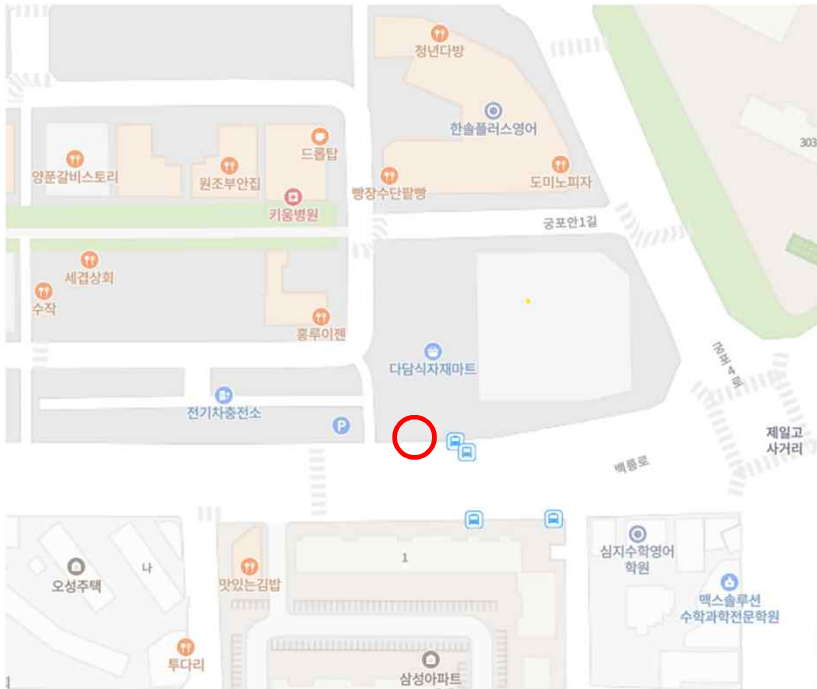 청년다방
한솔플러스영어
303
드롭탑
양푼갈비스토리
원조부안집
빵장수단팥빵
도미노피자
키움병원
궁포안1길
세겹상회
수작
홍루이젠
다담식자재마트
궁포4로
전기차충전소
P
제일고
사거리
백릉로
심지수학영어
학원
1
나
오성주택
맛있는김밥
맥스솔루션
수학과학전문학원
투다리
삼성아파트